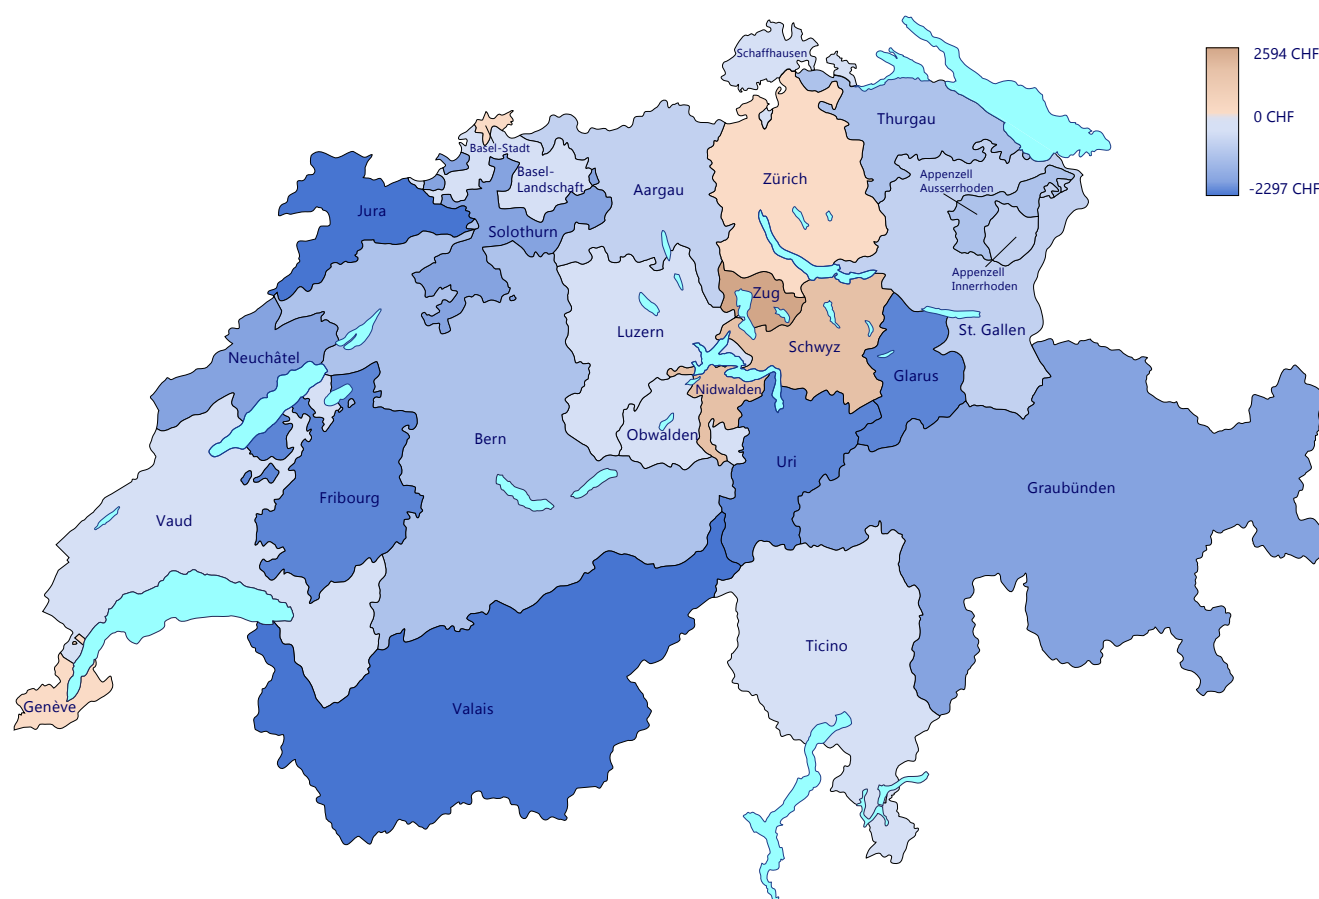 Schaffhausen
2594 CHF
Thurgau
0 CHF
Basel-Stadt
Basel-
Landschaft
Aargau
Zürich
Appenzell
Ausserrhoden
-2297 CHF
Jura
Solothurn
Appenzell
Innerrhoden
Zug
Luzern
St. Gallen
Neuchâtel
Schwyz
Glarus
Nidwalden
Bern
Obwalden
Uri
Graubünden
Fribourg
Vaud
Ticino
Genève
Valais